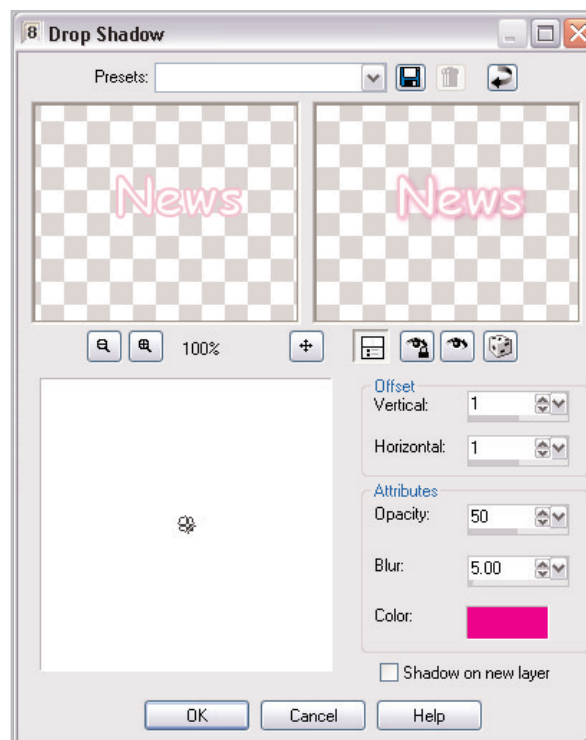 8 Drop Shadow
Presets:
News News
100%
Offset
Vertical: 1
Horizontal: 1
Attributes
Opacity: 50
Blur: 5.00
Color:
Shadow on new layer
OK Cancel Help